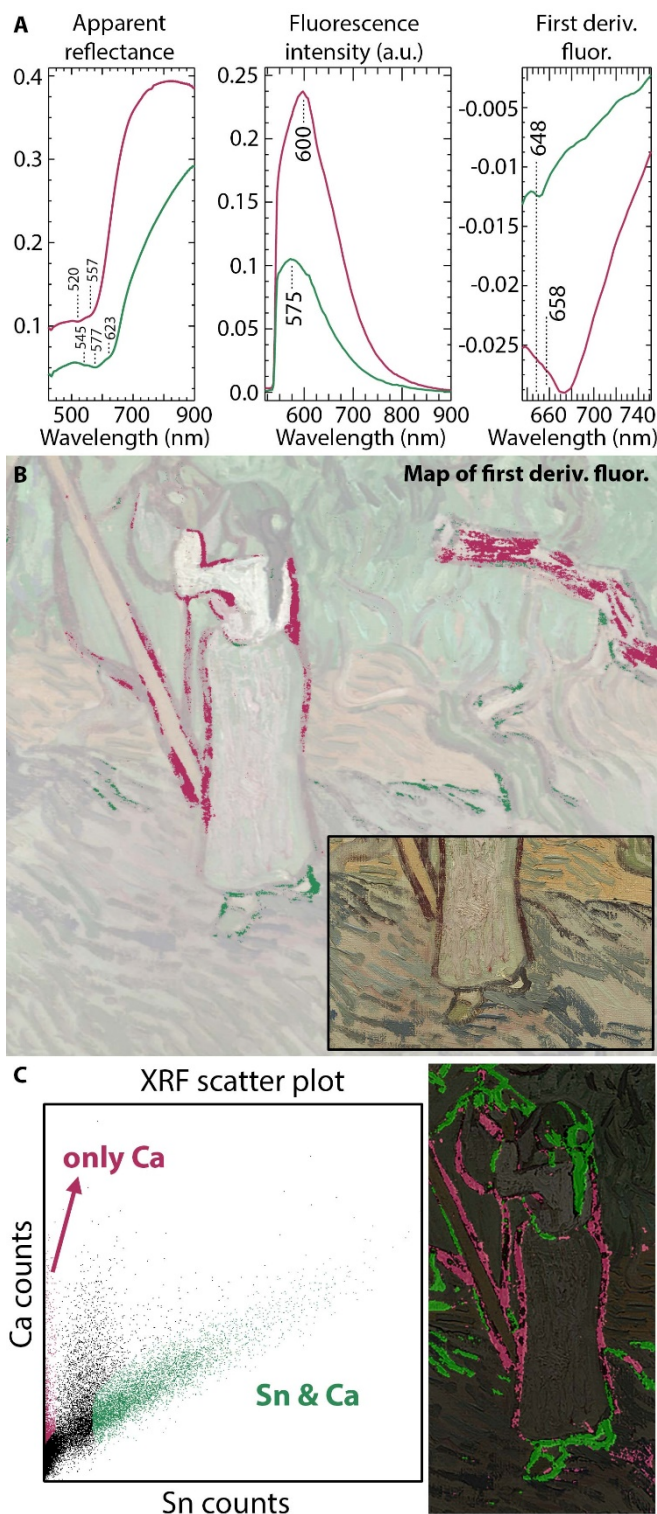 A
Apparent
reflectance
Fluorescence
intensity (a.u.)
First deriv.
fluor.
0.4
0.3
0.2
0.1
520
557
545
577
623
500
700
900
Wavelength (nm)
0.25
0.20
0.15
0.1
0.05
0.0
600
575
600 700 800 900
Wavelength (nm)
-0.005
-0.01
-0.015
-0.02
-0.025
648
658
660 700 740
Wavelength (nm)
B
Map of first deriv. fluor.
C
XRF scatter plot
only Ca
Ca counts
Sn & Ca
Sn counts